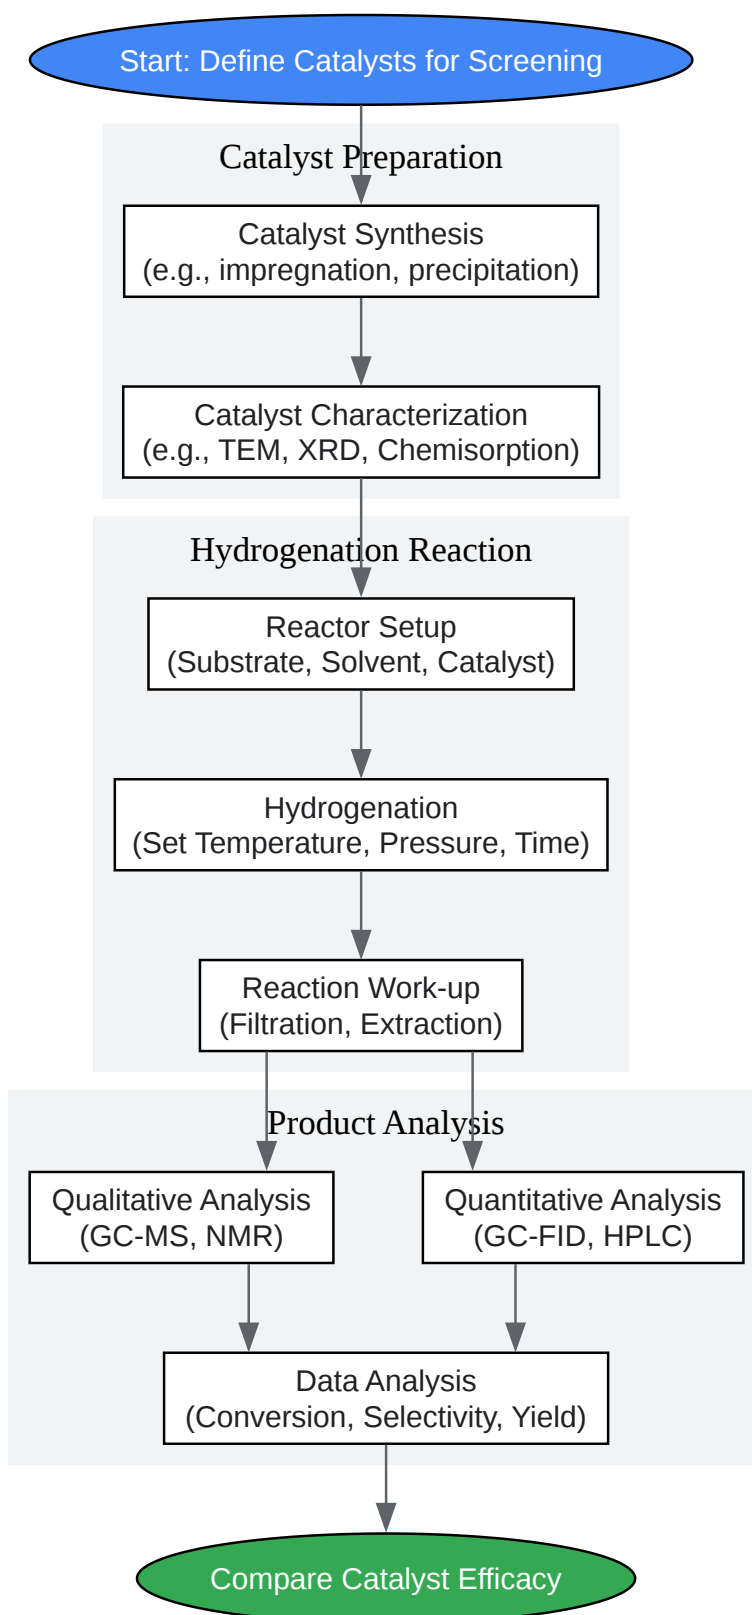 Start: Define Catalysts for Screening
Catalyst Preparation
Catalyst Synthesis
(e.g., impregnation, precipitation)
Catalyst Characterization
(e.g., TEM, XRD, Chemisorption)
Hydrogenation Reaction
Reactor Setup
(Substrate, Solvent, Catalyst)
Hydrogenation
(Set Temperature, Pressure, Time)
Reaction Work-up
(Filtration, Extraction)
Product Analysis
Qualitative Analysis
(GC-MS, NMR)
Quantitative Analysis
(GC-FID, HPLC)
Data Analysis
(Conversion, Selectivity, Yield)
Compare Catalyst Efficacy